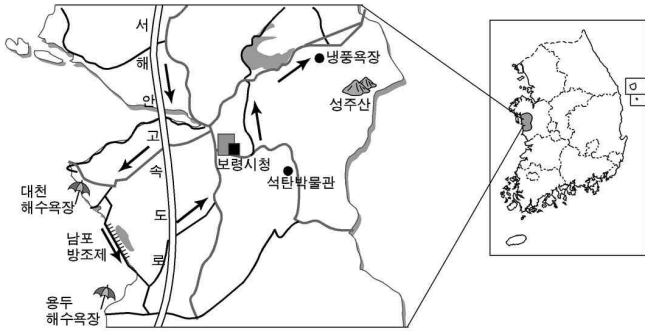 서해안고속도로
냉풍욕장
성주산
보령시청
석탄박물관
대천
해수욕장
남포
방조제
용두
해수욕장